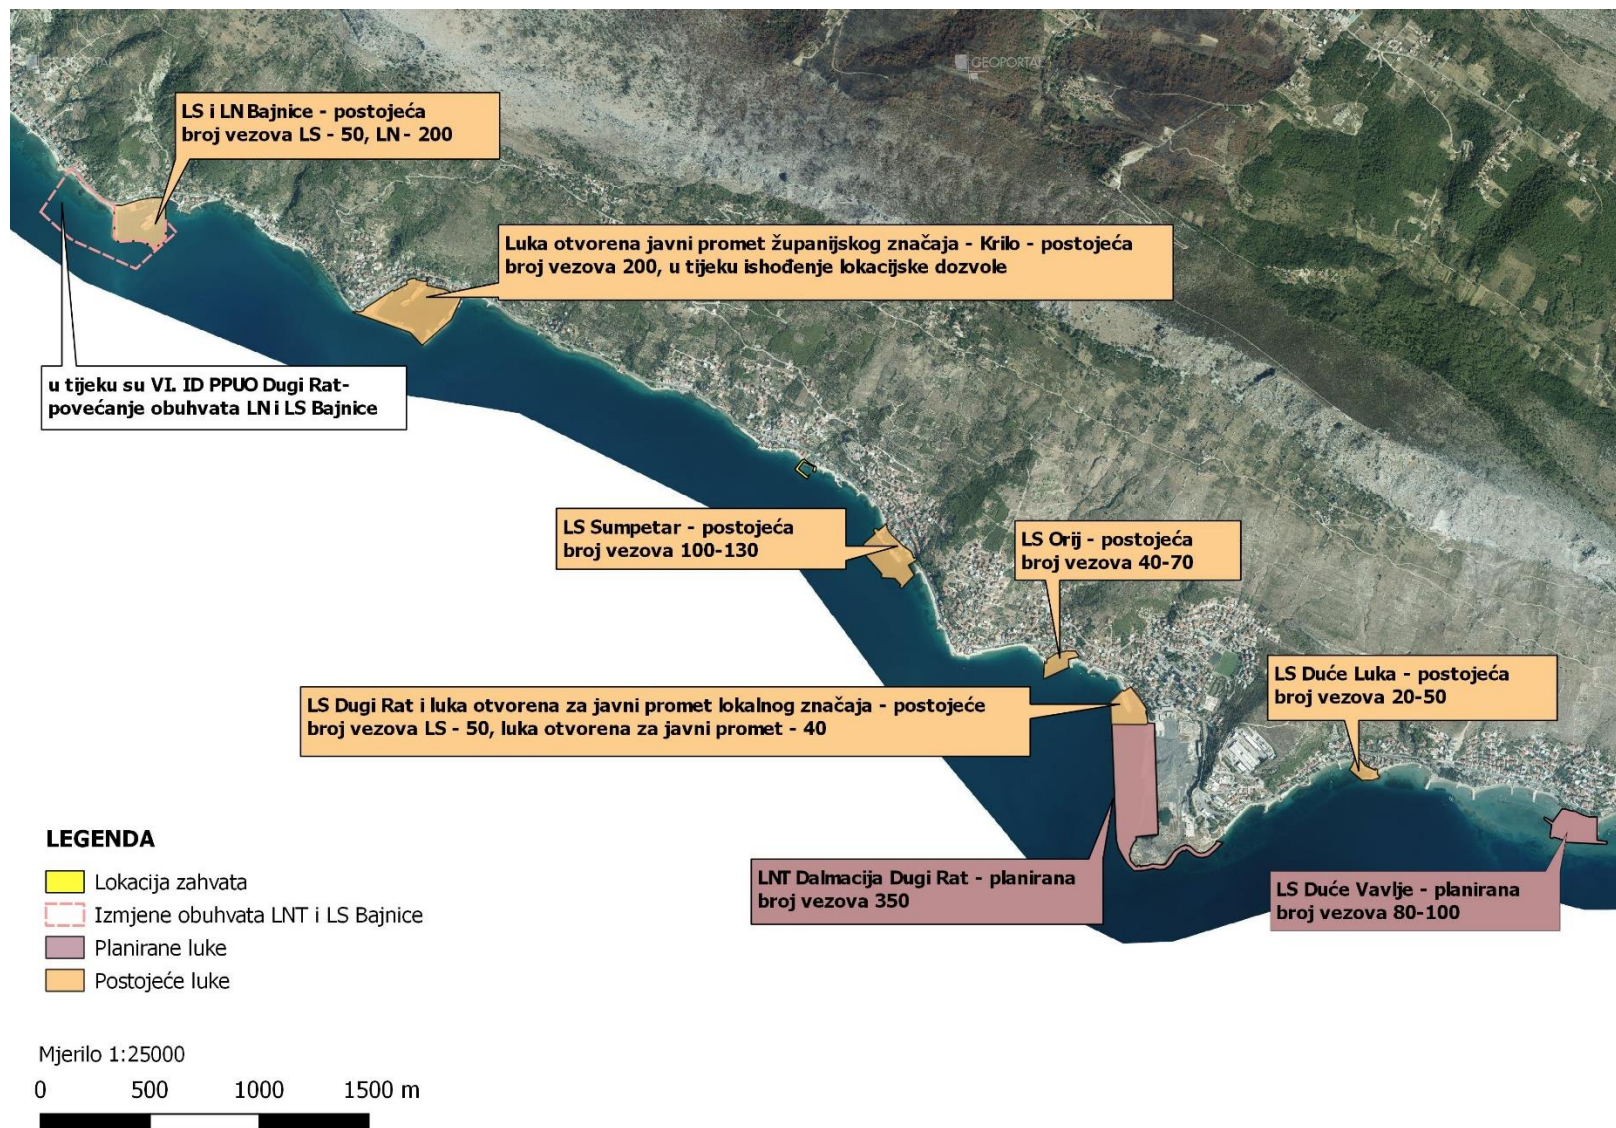 GEOPORTAL
GEOPORTAL
LS i LN Bajnice - postojeća
broj vezova LS - 50, LN - 200
Luka otvorena javni promet županijskog značaja - Krilo - postojeća
broj vezova 200, u tijeku ishođenje lokacijske dozvole
u tijeku su VI. ID PPUO Dugi Rat-
povećanje obuhvata LN i LS Bajnice
LS Sumpetar - postojeća
broj vezova 100-130
LS Orij - postojeća
broj vezova 40-70
LS Duće Luka - postojeća
broj vezova 20-50
LS Dugi Rat i luka otvorena za javni promet lokalnog značaja - postojeće
broj vezova LS - 50, luka otvorena za javni promet - 40
LNT Dalmacija Dugi Rat - planirana
broj vezova 350
LS Duće Vavlje - planirana
broj vezova 80-100
LEGENDA
Lokacija zahvata
Izmjene obuhvata LNT i LS Bajnice
Planirane luke
Postojeće luke
Mjerilo 1:25000
0 500 1000 1500 m